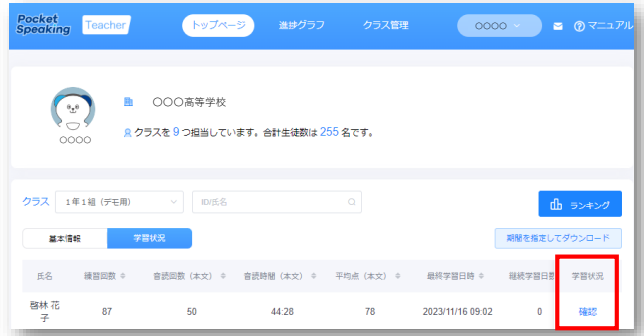 Pocket Speaking Teacher トップページ 進捗グラフ クラス管理 ○○○○ ? マニュアル
○○○高等学校
クラスを 9 つ担当しています。合計生徒数は 255 名です。
○○○○
クラス 1年1組（デモ用） ID/氏名 ランキング
基本情報 学習状況 期間を指定してダウンロード
氏名 練習回数 音読回数（本文） 音読時間（本文） 平均点（本文） 最終学習日時 継続学習日数 学習状況
啓林 花子 87 50 44:28 78 2023/11/16 09:02 0 確認